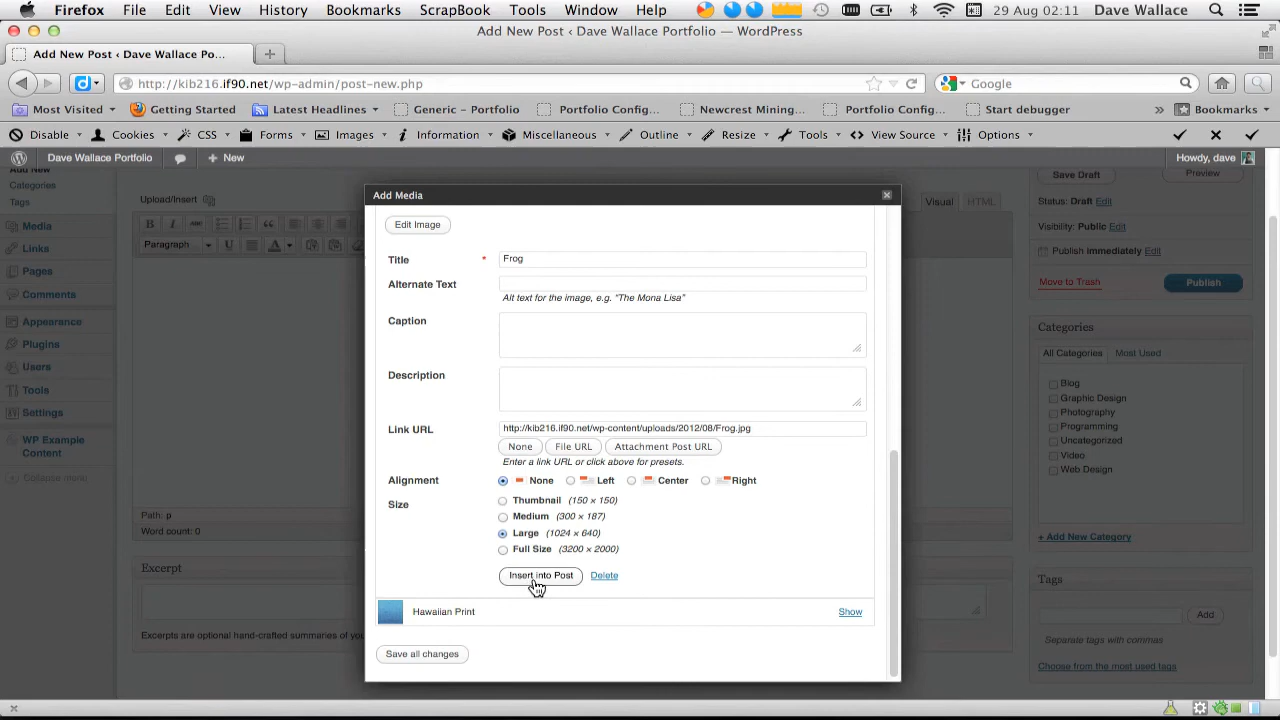 Firefox File Edit View History Bookmarks ScrapBook Tools Window Help 29 Aug 02:11 Dave Wallace
Add New Post ‹ Dave Wallace Portfolio — WordPress
Add New Post ‹ Dave Wallace Po...
http://kib216.if90.net/wp-admin/post-new.php Google
Most Visited Getting Started Latest Headlines Generic – Portfolio Portfolio Config... Newcrest Mining... Portfolio Config... Start debugger » Bookmarks
Disable Cookies CSS Forms Images Information Miscellaneous Outline Resize Tools View Source Options
Dave Wallace Portfolio New Howdy, dave
Add New
Categories
Tags
Media
Links
Pages
Comments
Appearance
Plugins
Users
Tools
Settings
WP Example
Content
Collapse menu
Upload/Insert Visual HTML
B I ABC
Paragraph U A
Path: p
Word count: 0
Excerpt
Excerpts are optional hand-crafted summaries of you
Add Media
Edit Image
Title * Frog
Alternate Text
Alt text for the image, e.g. "The Mona Lisa"
Caption
Description
Link URL http://kib216.if90.net/wp-content/uploads/2012/08/Frog.jpg
None File URL Attachment Post URL
Enter a link URL or click above for presets.
Alignment None Left Center Right
Size Thumbnail (150 × 150)
Medium (300 × 187)
Large (1024 × 640)
Full Size (3200 × 2000)
Insert into Post Delete
Hawaiian Print Show
Save all changes
Save Draft Preview
Status: Draft Edit
Visibility: Public Edit
Publish immediately Edit
Move to Trash Publish
Categories
All Categories Most Used
Blog
Graphic Design
Photography
Programming
Uncategorized
Video
Web Design
+ Add New Category
Tags
Add
Separate tags with commas
Choose from the most used tags